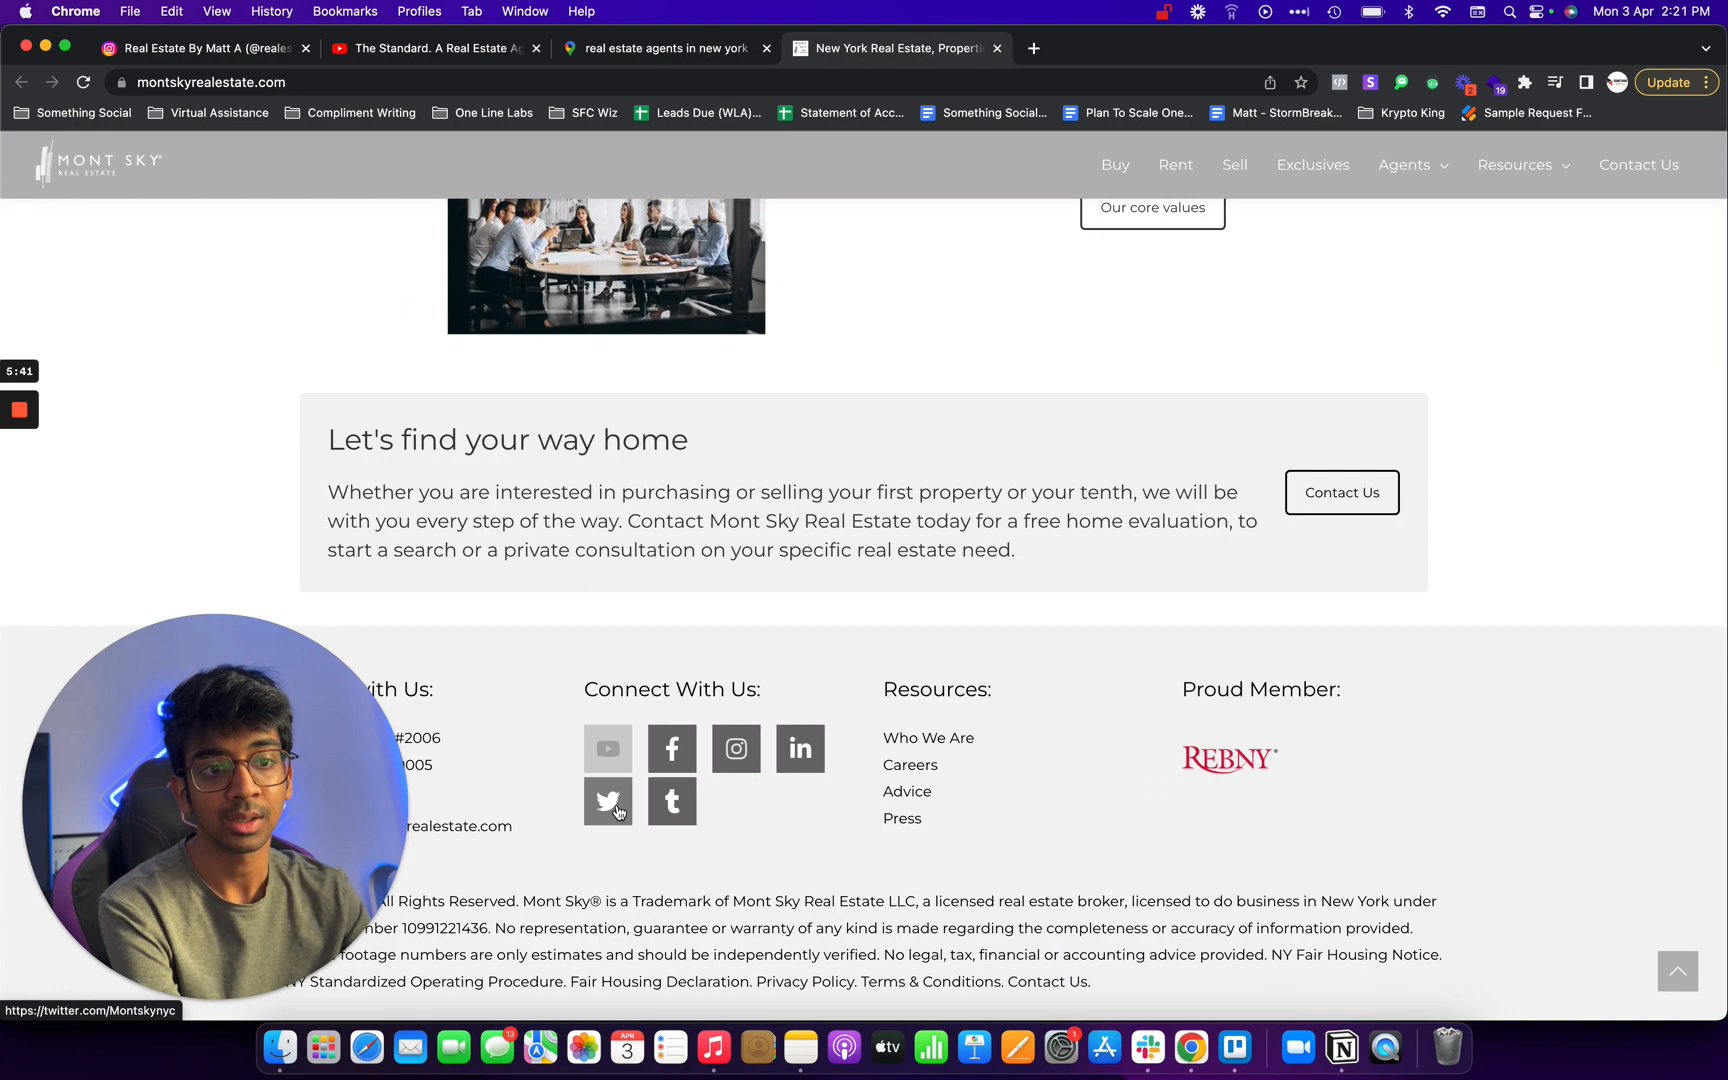 Chrome File Edit View History Bookmarks Profiles Tab Window Help Mon 3 Apr 2:21 PM
Real Estate By Matt A (@reales The Standard. A Real Estate Ag real estate agents in new york New York Real Estate, Properti
montskyrealestate.com 2 19 Update
Something Social Virtual Assistance Compliment Writing One Line Labs SFC Wiz Leads Due (WLA)... Statement of Acc... Something Social... Plan To Scale One... Matt - StormBreak... Krypto King Sample Request F...
MONT SKY
REAL ESTATE
Buy Rent Sell Exclusives Agents Resources Contact Us
Our core values
5:41
Let's find your way home
Whether you are interested in purchasing or selling your first property or your tenth, we will be
with you every step of the way. Contact Mont Sky Real Estate today for a free home evaluation, to
start a search or a private consultation on your specific real estate need.
Contact Us
with Us: Connect With Us: Resources: Proud Member:
#2006
0005
realestate.com
Who We Are
Careers
Advice
Press
REBNY
All Rights Reserved. Mont Sky® is a Trademark of Mont Sky Real Estate LLC, a licensed real estate broker, licensed to do business in New York under
ber 10991221436. No representation, guarantee or warranty of any kind is made regarding the completeness or accuracy of information provided.
footage numbers are only estimates and should be independently verified. No legal, tax, financial or accounting advice provided. NY Fair Housing Notice.
NY Standardized Operating Procedure. Fair Housing Declaration. Privacy Policy. Terms & Conditions. Contact Us.
https://twitter.com/Montskynyc
13
APR
3
tv
1